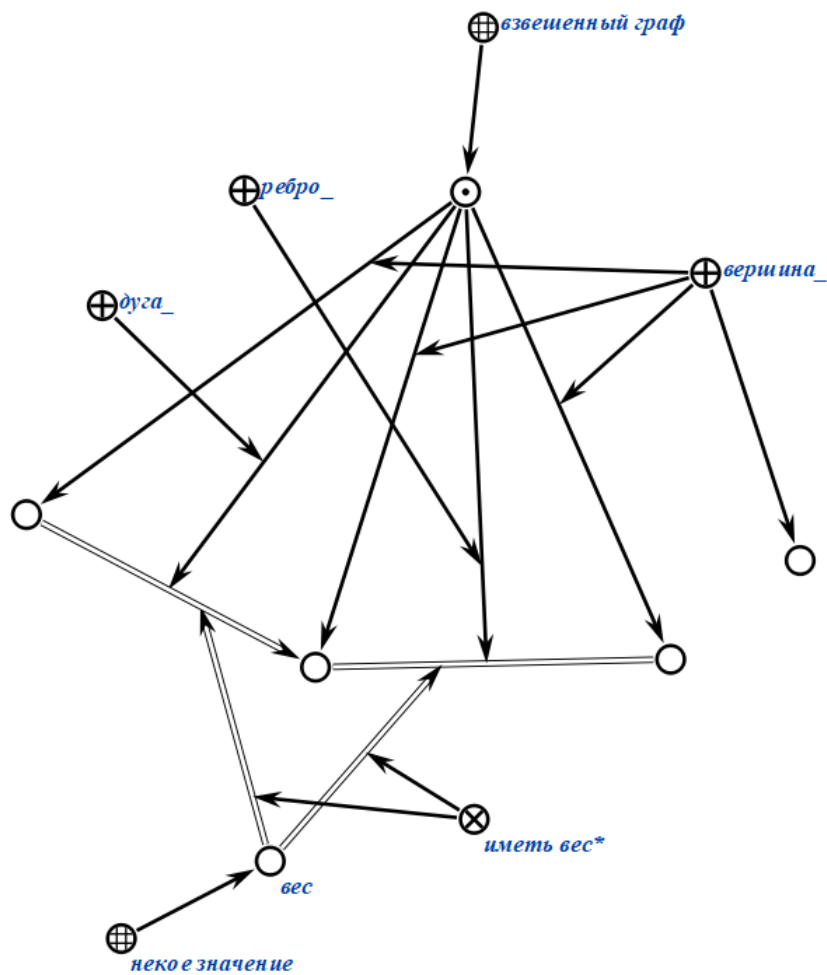 взвешенный граф
ребро_
вершина_
дуга_
иметь вес*
вес
некое значение